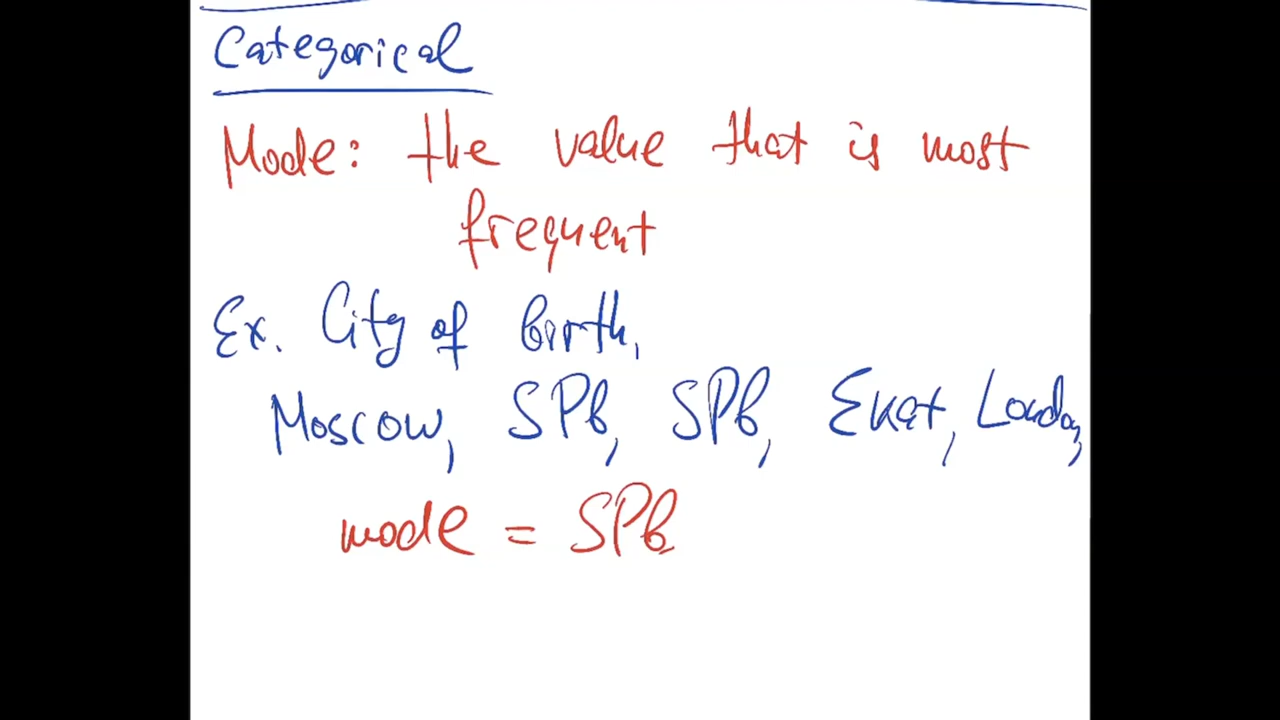 Categorical
Mode: the value that is most
frequent
Ex. City of birth,
Moscow, SPb, SPb, Ekat, London,
mode = SPb